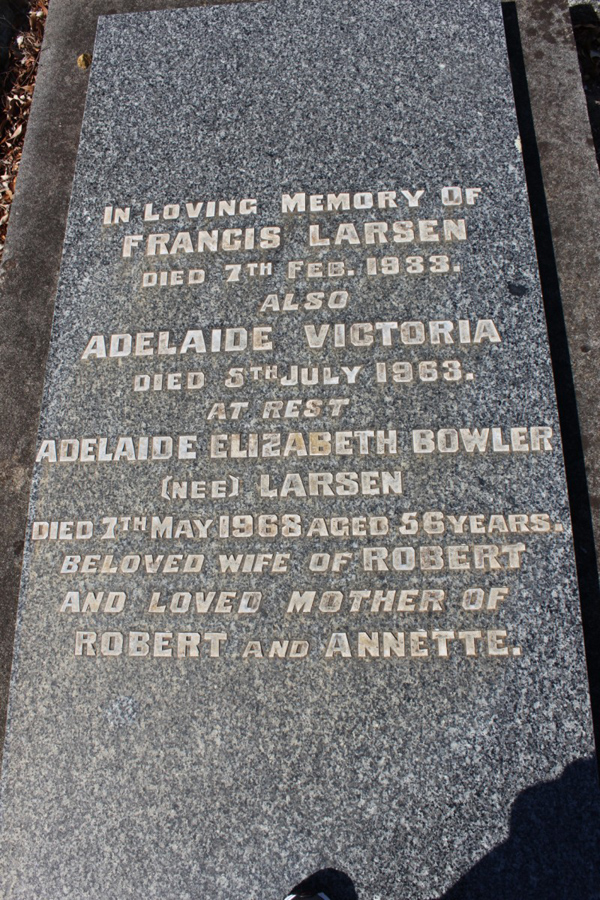 IN LOVING MEMORY OF
FRANCIS LARSEN
DIED 7TH FEB. 1933.
ALSO
ADELAIDE VICTORIA
DIED 5TH JULY 1963.
AT REST
ADELAIDE ELIZABETH BOWLER
(NEE) LARSEN
DIED 7TH MAY 1968 AGED 56 YEARS.
BELOVED WIFE OF ROBERT
AND LOVED MOTHER OF
ROBERT AND ANNETTE.